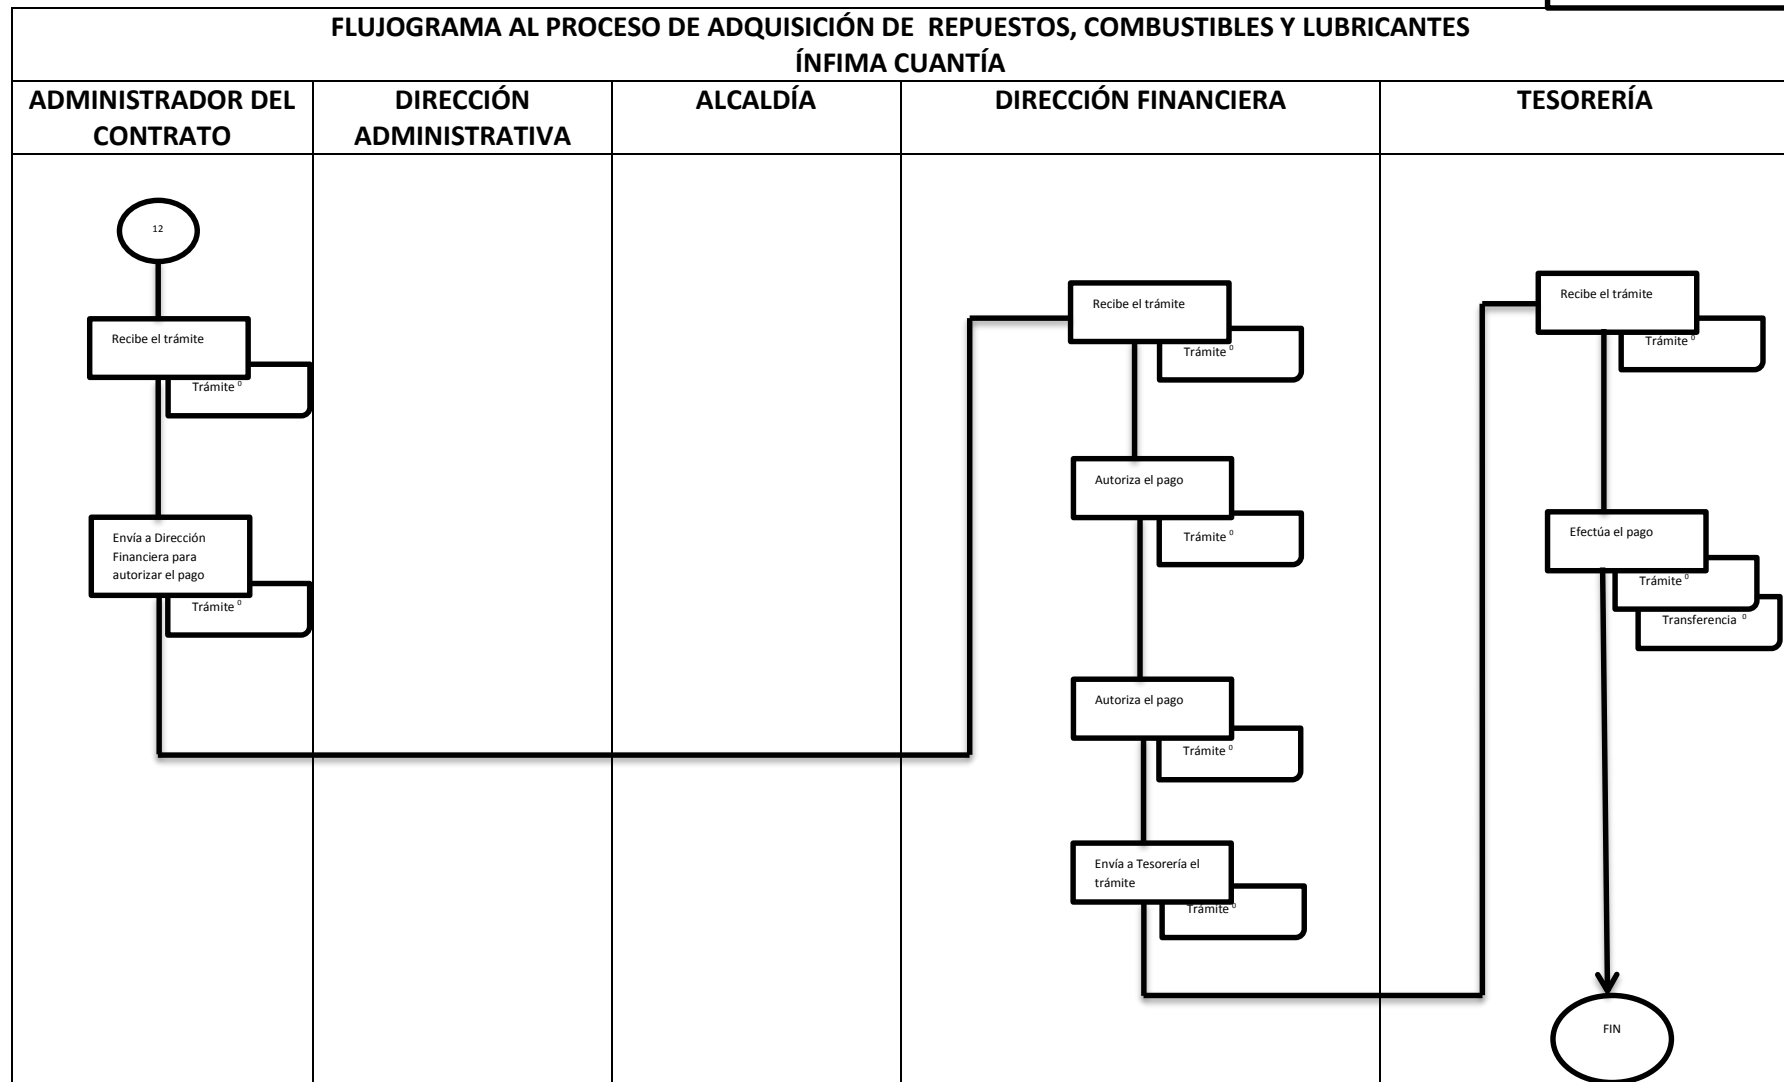 FLUJOGRAMA AL PROCESO DE ADQUISICIÓN DE  REPUESTOS, COMBUSTIBLES Y LUBRICANTES
ÍNFIMA CUANTÍA
ADMINISTRADOR DEL
CONTRATO
DIRECCIÓN
ADMINISTRATIVA
ALCALDÍA
DIRECCIÓN FINANCIERA
TESORERÍA
12
Recibe el trámite
Trámite ⁰
Envía a Dirección
Financiera para
autorizar el pago
Trámite ⁰
Recibe el trámite
Trámite ⁰
Autoriza el pago
Trámite ⁰
Autoriza el pago
Trámite ⁰
Envía a Tesorería el
trámite
Trámite ⁰
Recibe el trámite
Trámite ⁰
Efectúa el pago
Trámite ⁰
Transferencia ⁰
FIN